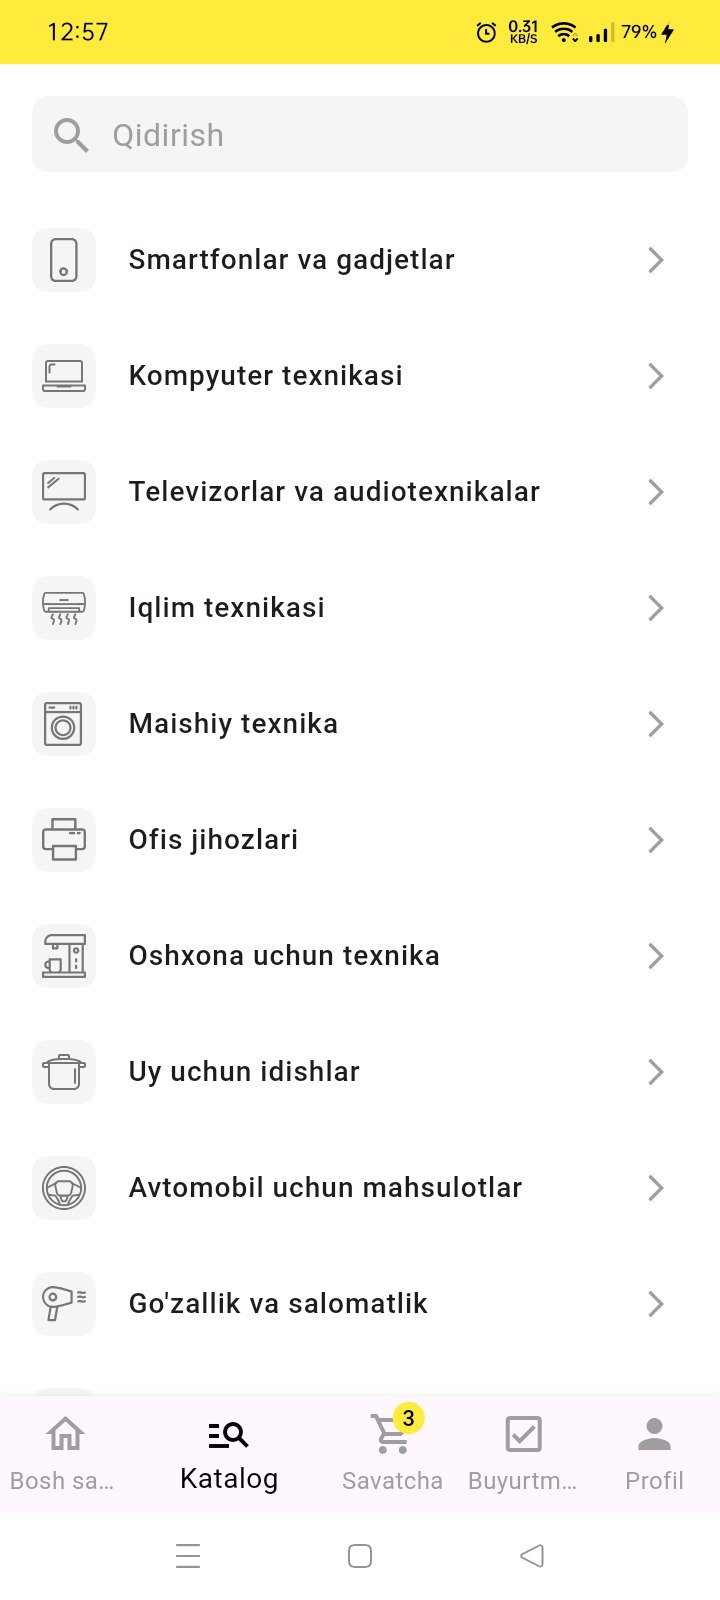 12:57
0.31
KB/S
79%
Qidirish
Smartfonlar va gadjetlar
Kompyuter texnikasi
Televizorlar va audiotexnikalar
Iqlim texnikasi
Maishiy texnika
Ofis jihozlari
Oshxona uchun texnika
Uy uchun idishlar
Avtomobil uchun mahsulotlar
Go'zallik va salomatlik
3
Bosh sa...
Katalog
Savatcha
Buyurtm...
Profil